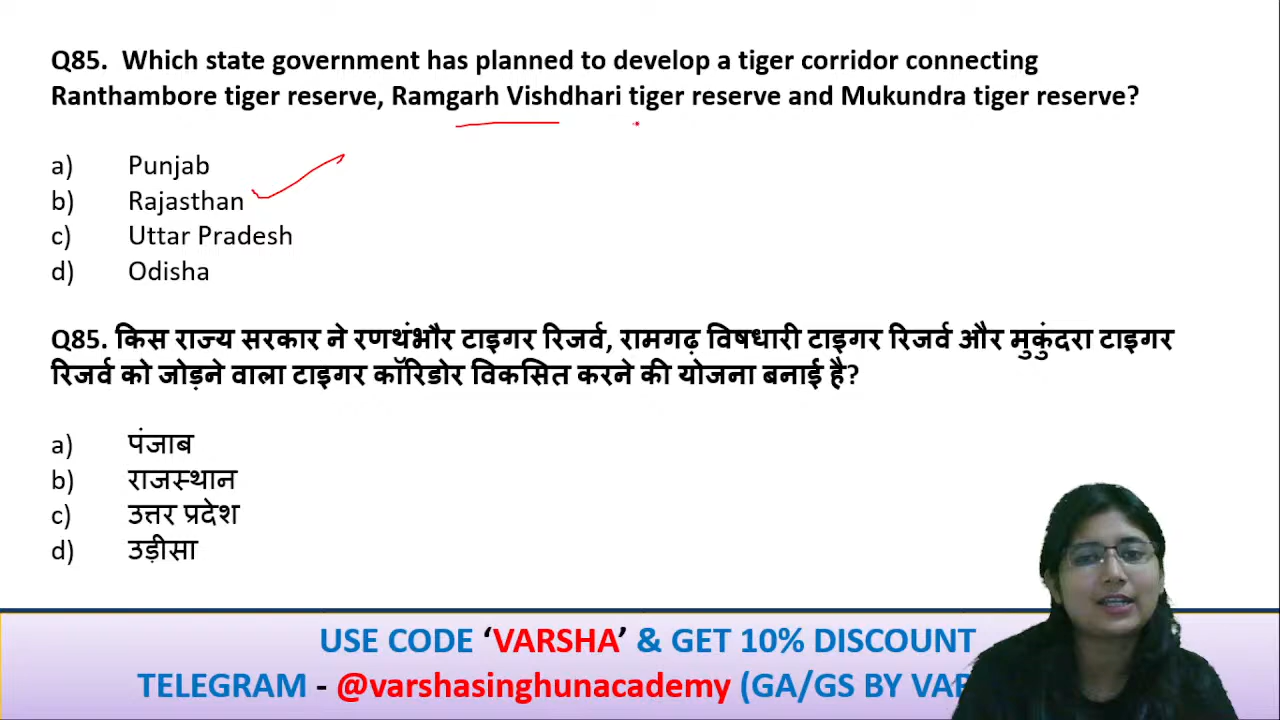 Q85. Which state government has planned to develop a tiger corridor connecting
Ranthambore tiger reserve, Ramgarh Vishdhari tiger reserve and Mukundra tiger reserve?
a) Punjab
b) Rajasthan
c) Uttar Pradesh
d) Odisha
Q85. किस राज्य सरकार ने रणथंभौर टाइगर रिजर्व, रामगढ़ विषधारी टाइगर रिजर्व और मुकुंदरा टाइगर
रिजर्व को जोड़ने वाला टाइगर कॉरिडोर विकसित करने की योजना बनाई है?
a) पंजाब
b) राजस्थान
c) उत्तर प्रदेश
d) उड़ीसा
USE CODE ‘VARSHA’ & GET 10% DISCOUNT
TELEGRAM - @varshasinghunacademy (GA/GS BY